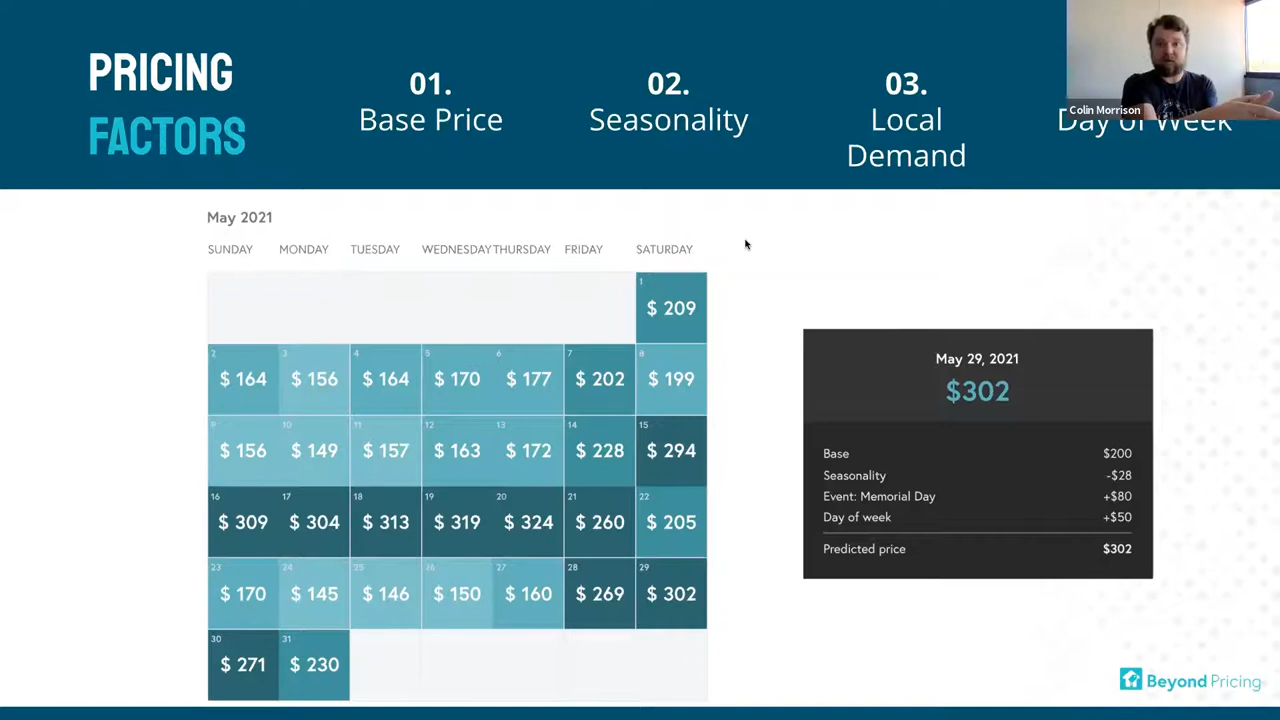 PRICING
FACTORS
01.
Base Price
02.
Seasonality
03.
Local
Demand
Day of Week
Colin Morrison
May 2021
SUNDAY MONDAY TUESDAY WEDNESDAY THURSDAY FRIDAY SATURDAY
1
$ 209
2 3 4 5 6 7 8
$ 164 $ 156 $ 164 $ 170 $ 177 $ 202 $ 199
9 10 11 12 13 14 15
$ 156 $ 149 $ 157 $ 163 $ 172 $ 228 $ 294
16 17 18 19 20 21 22
$ 309 $ 304 $ 313 $ 319 $ 324 $ 260 $ 205
23 24 25 26 27 28 29
$ 170 $ 145 $ 146 $ 150 $ 160 $ 269 $ 302
30 31
$ 271 $ 230
May 29, 2021
$302
Base $200
Seasonality -$28
Event: Memorial Day +$80
Day of week +$50
Predicted price $302
Beyond Pricing